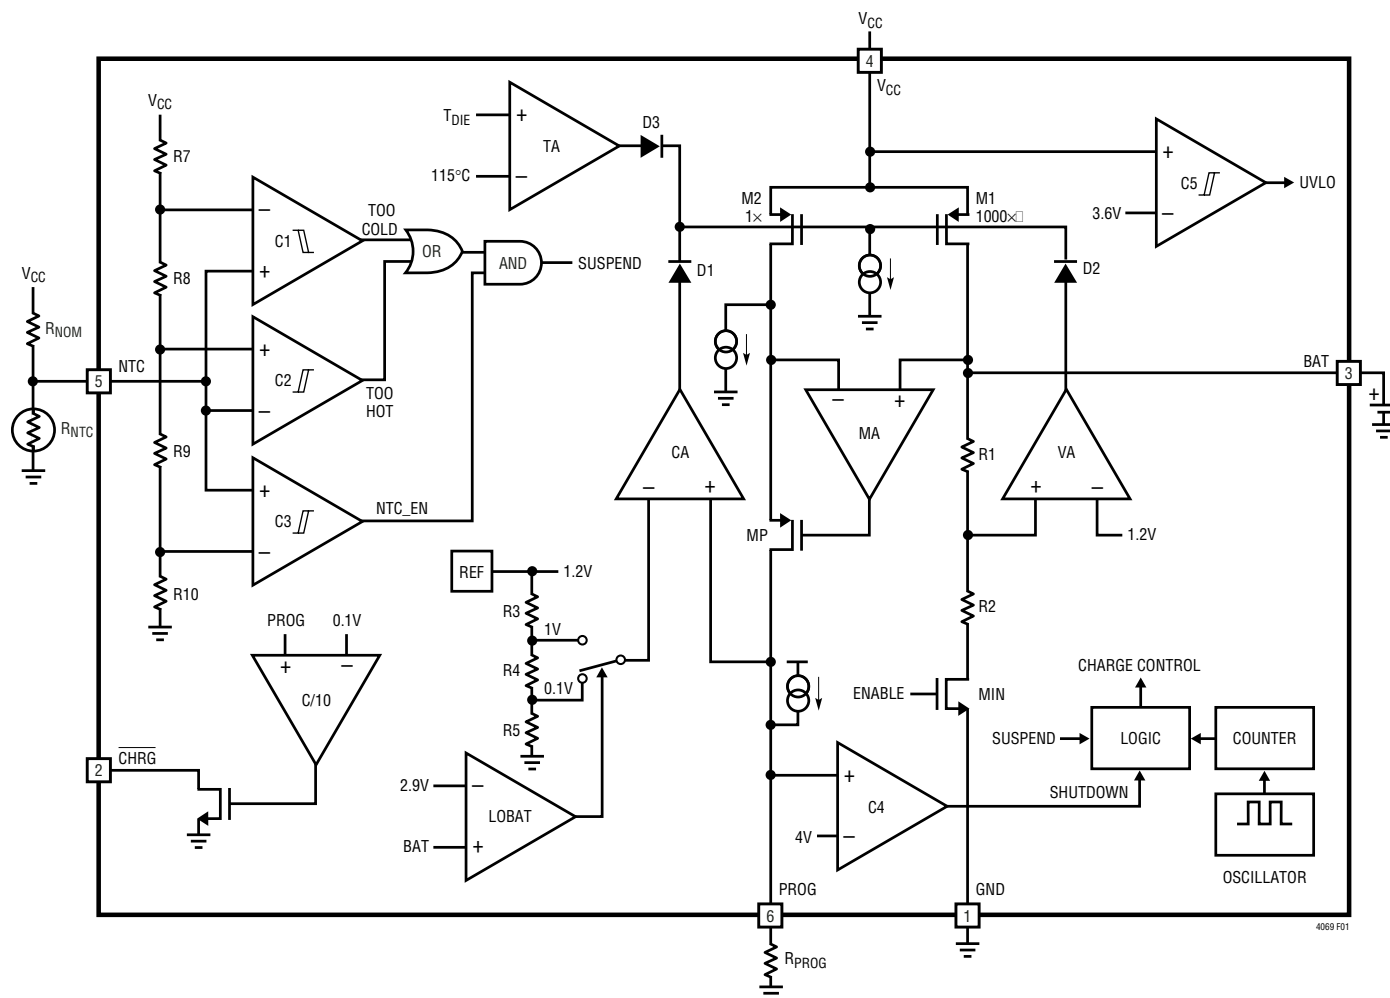 VCC
4
VCC
VCC
R7
TDIE
+
TA
D3
115°C
–
+
C5
UVLO
3.6V
–
M2
1×
M1
1000×□
–
C1
+
TOO
COLD
OR
AND
SUSPEND
R8
VCC
RNOM
D1
D2
5
NTC
+
C2
–
TOO
HOT
BAT
3
+
RNTC
–
+
MA
R9
CA
–
+
R1
VA
+
–
1.2V
+
C3
–
NTC_EN
MP
REF
1.2V
R10
R3
1V
R2
PROG
0.1V
+
–
C/10
R4
0.1V
R5
CHARGE CONTROL
ENABLE
MIN
SUSPEND
LOGIC
COUNTER
2
CHRG
2.9V
–
LOBAT
BAT
+
+
C4
4V
–
SHUTDOWN
OSCILLATOR
PROG
6
GND
1
RPROG
4069 F01